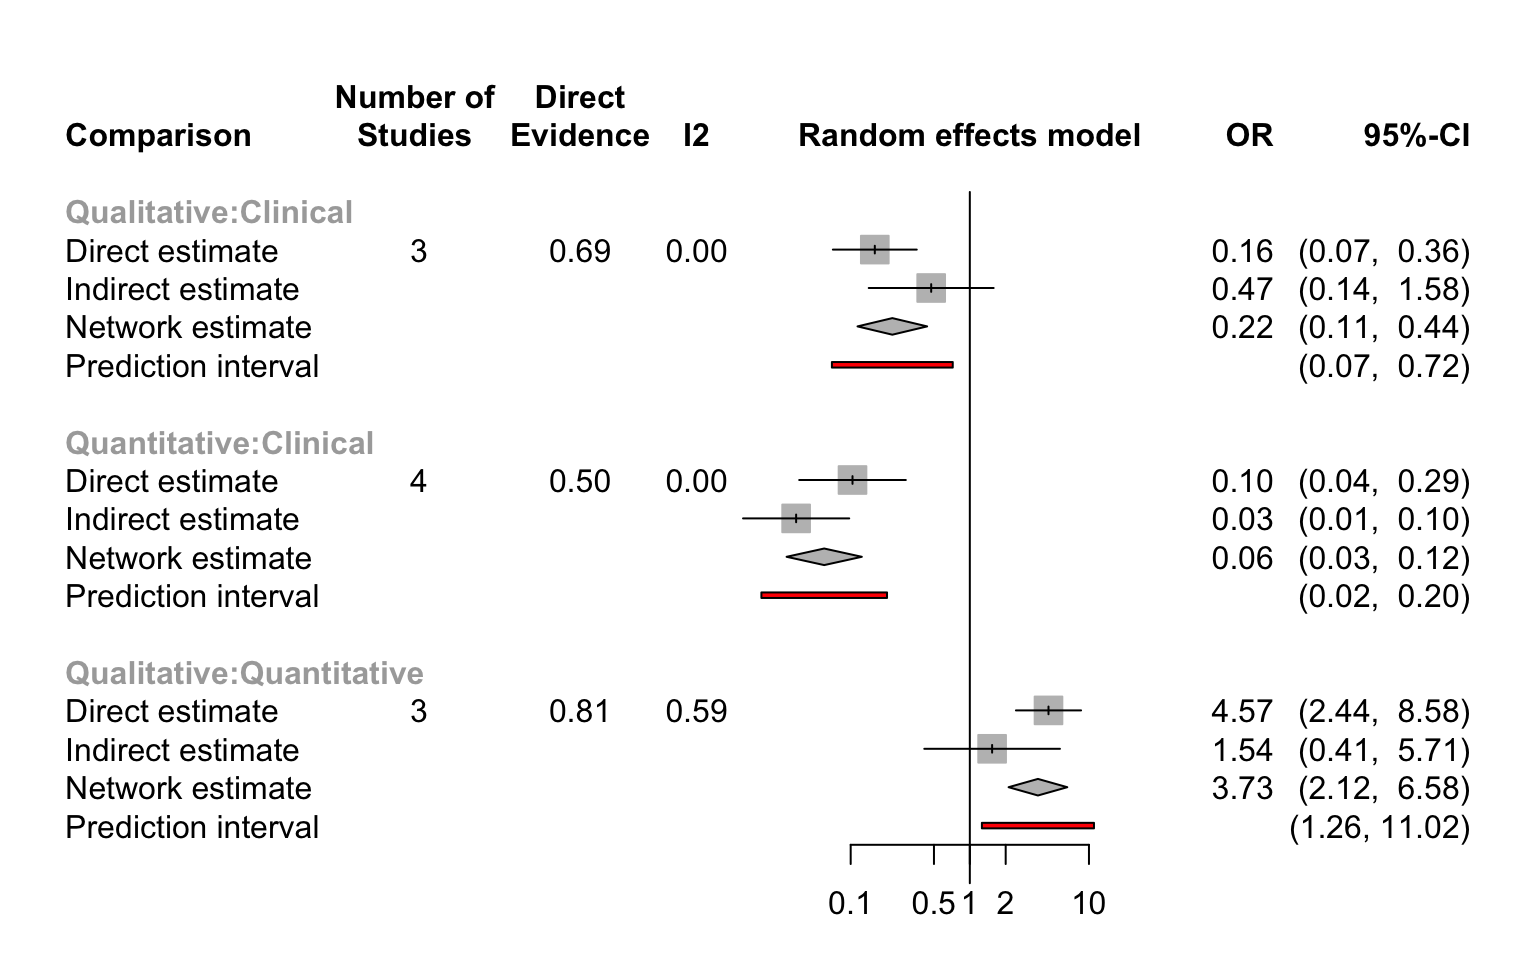 Number of Direct
Comparison Studies Evidence I2 Random effects model OR 95%-CI
Qualitative:Clinical
Direct estimate 3 0.69 0.00 0.16 (0.07, 0.36)
Indirect estimate 0.47 (0.14, 1.58)
Network estimate 0.22 (0.11, 0.44)
Prediction interval (0.07, 0.72)
Quantitative:Clinical
Direct estimate 4 0.50 0.00 0.10 (0.04, 0.29)
Indirect estimate 0.03 (0.01, 0.10)
Network estimate 0.06 (0.03, 0.12)
Prediction interval (0.02, 0.20)
Qualitative:Quantitative
Direct estimate 3 0.81 0.59 4.57 (2.44, 8.58)
Indirect estimate 1.54 (0.41, 5.71)
Network estimate 3.73 (2.12, 6.58)
Prediction interval (1.26, 11.02)
0.1 0.5 1 2 10